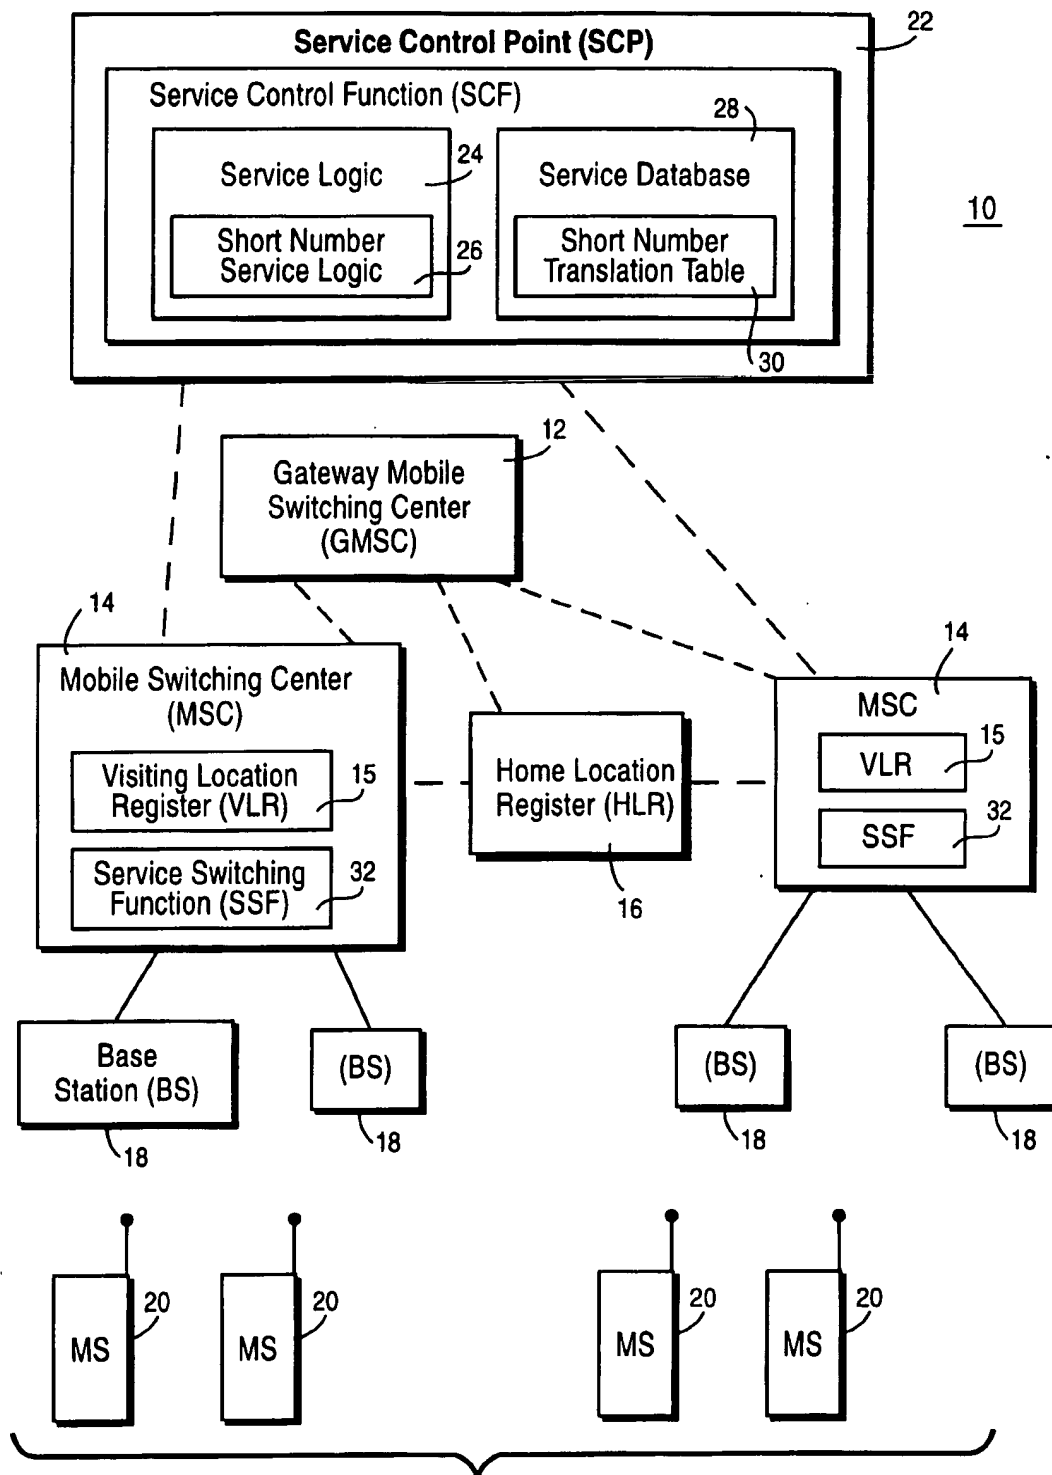 Service Control Point (SCP)
22
Service Control Function (SCF)
28
Service Logic
24
Service Database
10
Short Number
Service Logic
26
Short Number
Translation Table
30
12
Gateway Mobile
Switching Center
(GMSC)
14
Mobile Switching Center
(MSC)
14
MSC
Visiting Location
Register (VLR)
15
Home Location
Register (HLR)
VLR
15
Service Switching
Function (SSF)
32
SSF
32
16
Base
Station (BS)
(BS)
(BS)
(BS)
18
18
18
18
MS
20
MS
20
MS
20
MS
20